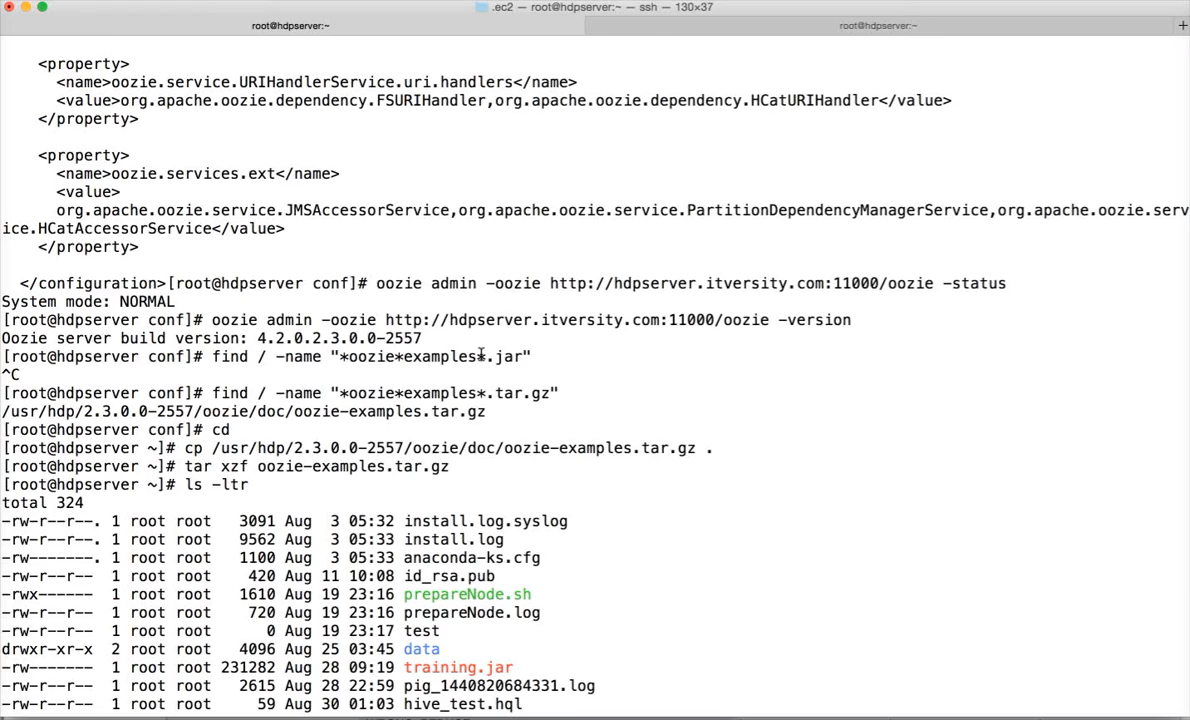 .ec2 — root@hdpserver:~ — ssh — 130×37
root@hdpserver:~
root@hdpserver:~
+
<property>
<name>oozie.service.URIHandlerService.uri.handlers</name>
<value>org.apache.oozie.dependency.FSURIHandler,org.apache.oozie.dependency.HCatURIHandler</value>
</property>
<property>
<name>oozie.services.ext</name>
<value>
org.apache.oozie.service.JMSAccessorService,org.apache.oozie.service.PartitionDependencyManagerService,org.apache.oozie.serv
ice.HCatAccessorService</value>
</property>
</configuration>[root@hdpserver conf]# oozie admin -oozie http://hdpserver.itversity.com:11000/oozie -status
System mode: NORMAL
[root@hdpserver conf]# oozie admin -oozie http://hdpserver.itversity.com:11000/oozie -version
Oozie server build version: 4.2.0.2.3.0.0-2557
[root@hdpserver conf]# find / -name "*oozie*examples*.jar"
^C
[root@hdpserver conf]# find / -name "*oozie*examples*.tar.gz"
/usr/hdp/2.3.0.0-2557/oozie/doc/oozie-examples.tar.gz
[root@hdpserver conf]# cd
[root@hdpserver ~]# cp /usr/hdp/2.3.0.0-2557/oozie/doc/oozie-examples.tar.gz .
[root@hdpserver ~]# tar xzf oozie-examples.tar.gz
[root@hdpserver ~]# ls -ltr
total 324
-rw-r--r--. 1 root root   3091 Aug  3 05:32 install.log.syslog
-rw-r--r--. 1 root root   9562 Aug  3 05:33 install.log
-rw-------. 1 root root   1100 Aug  3 05:33 anaconda-ks.cfg
-rw-r--r--  1 root root    420 Aug 11 10:08 id_rsa.pub
-rwx------  1 root root   1610 Aug 19 23:16 prepareNode.sh
-rw-r--r--  1 root root    720 Aug 19 23:16 prepareNode.log
-rw-r--r--  1 root root      0 Aug 19 23:17 test
drwxr-xr-x  2 root root   4096 Aug 25 03:45 data
-rw-------  1 root root 231282 Aug 28 09:19 training.jar
-rw-r--r--  1 root root   2615 Aug 28 22:59 pig_1440820684331.log
-rw-r--r--  1 root root     59 Aug 30 01:03 hive_test.hql